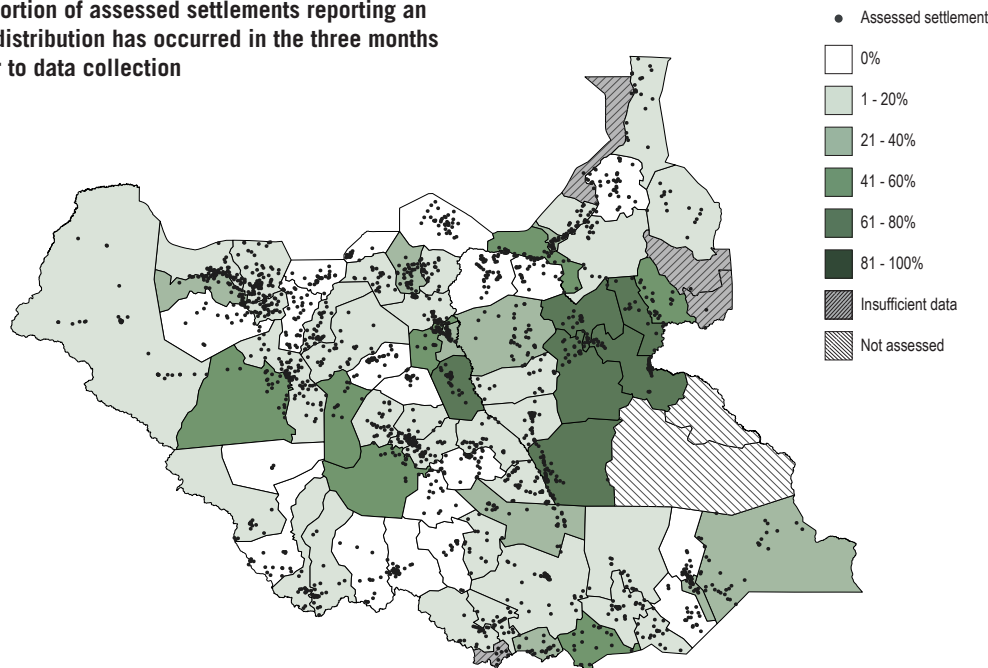 ortion of assessed settlements reporting an
distribution has occurred in the three months
to data collection
Assessed settlement
0%
1 - 20%
21 - 40%
41 - 60%
61 - 80%
81 - 100%
Insufficient data
Not assessed